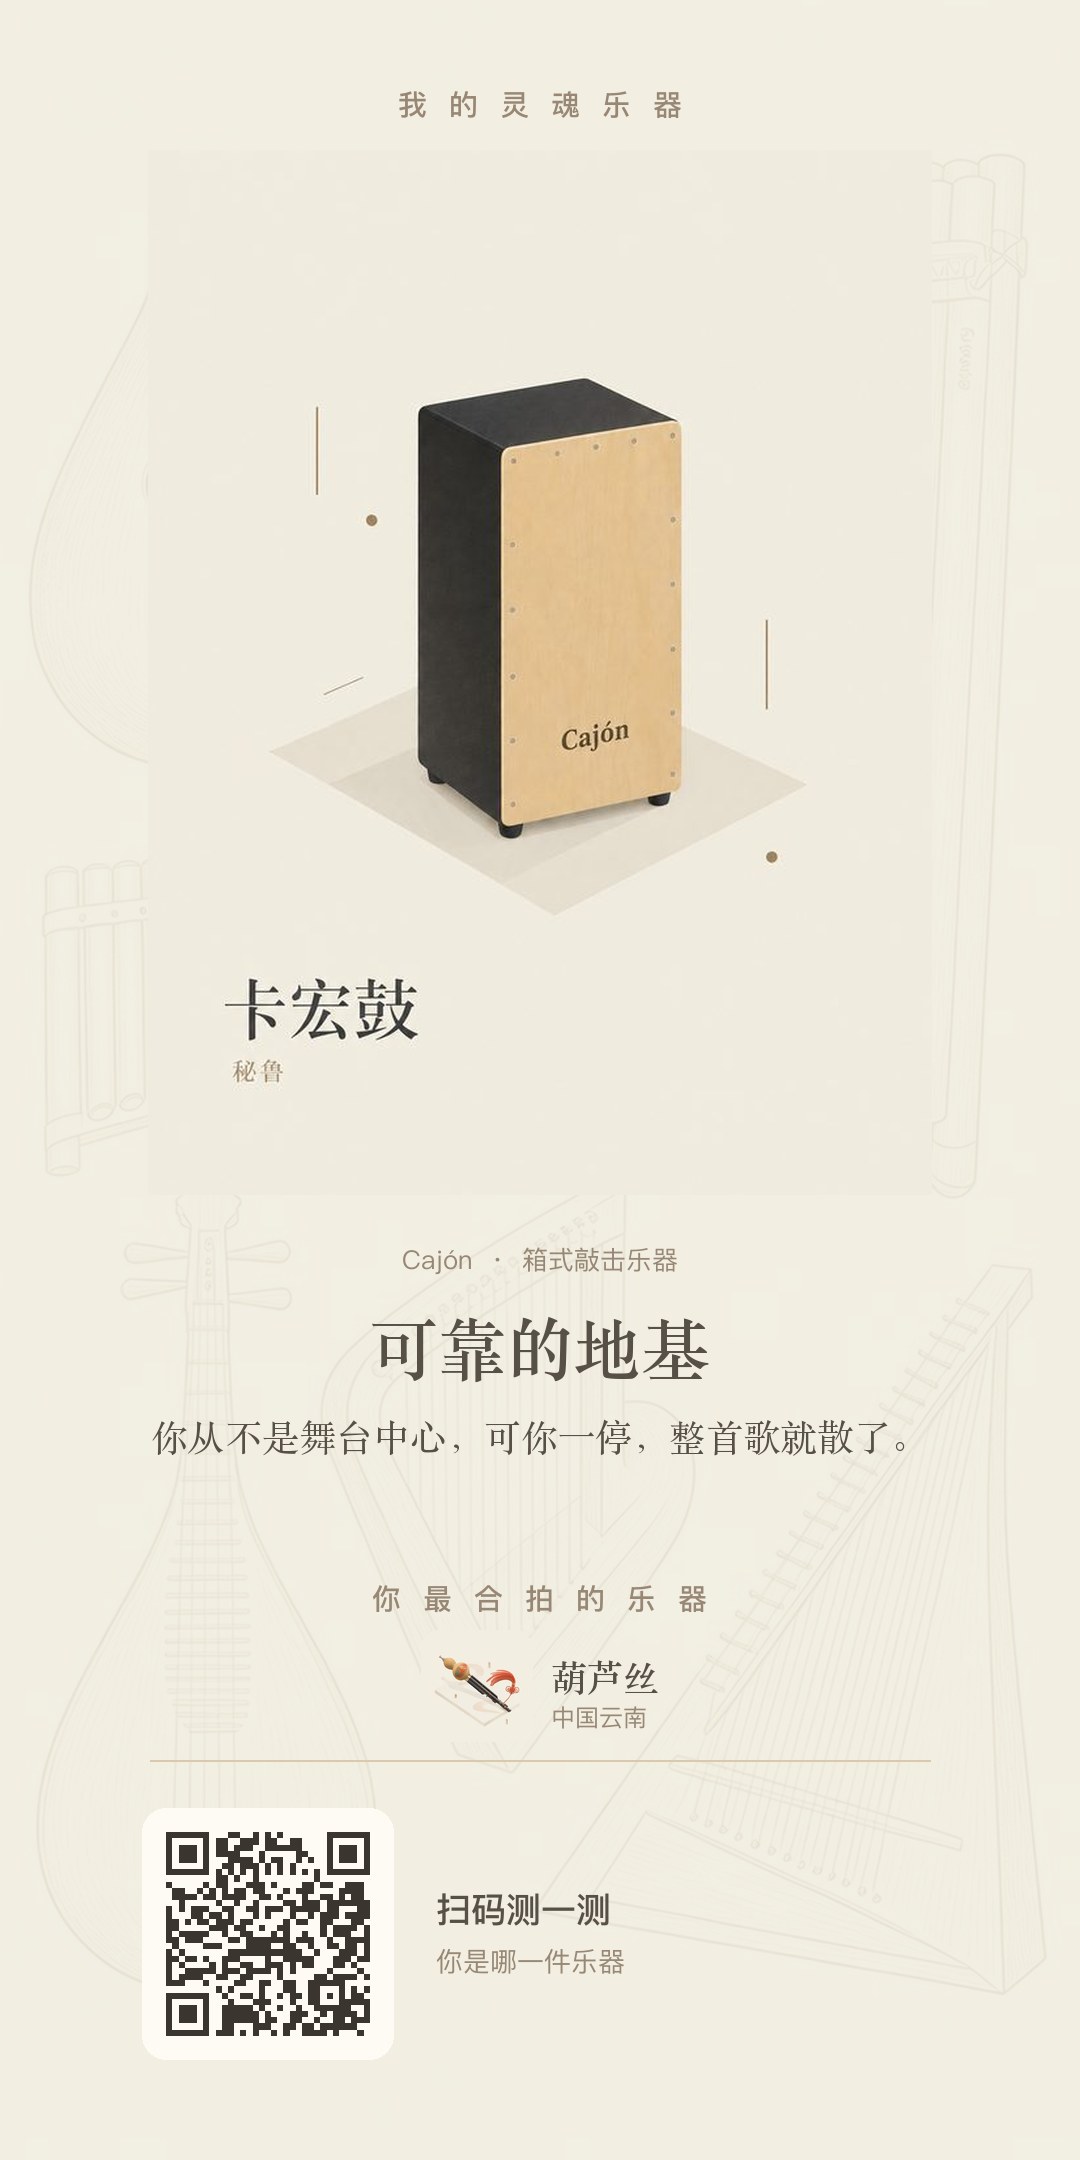 我的灵魂乐器
Cajón
卡宏鼓
秘鲁
Cajón · 箱式敲击乐器
可靠的地基
你从不是舞台中心，可你一停，整首歌就散了。
你最合拍的乐器
葫芦丝
中国云南
扫码测一测
你是哪一件乐器